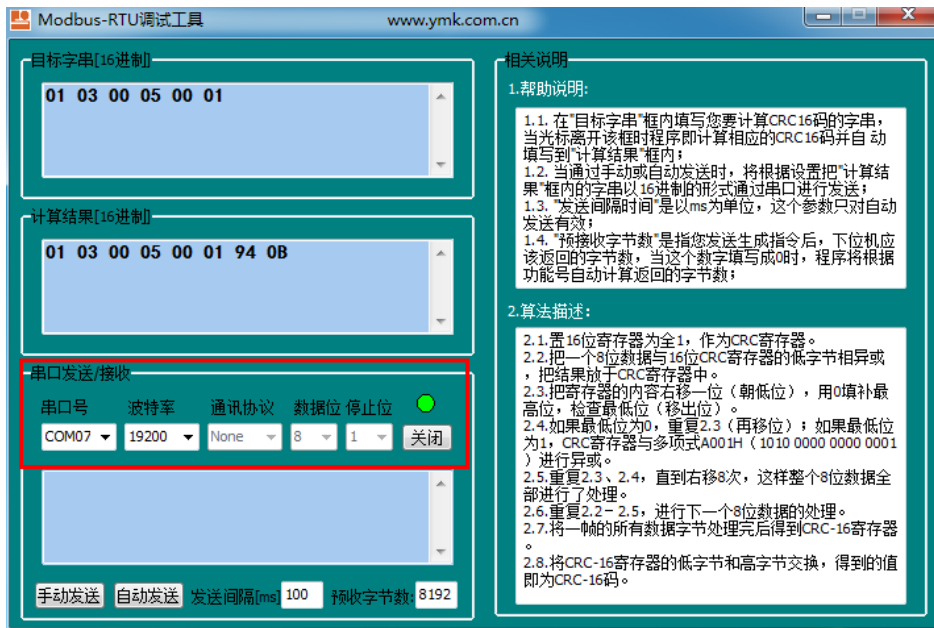 Modbus-RTU调试工具 www.ymk.com.cn
目标字串[16进制]
01 03 00 05 00 01
计算结果[16进制]
01 03 00 05 00 01 94 0B
串口发送/接收
串口号 波特率 通讯协议 数据位 停止位
COM07 19200 None 8 1 关闭
手动发送 自动发送 发送间隔[ms] 100 预收字节数: 8192
相关说明
1.帮助说明:
1.1. 在"目标字串"框内填写您要计算CRC16码的字串，
当光标离开该框时程序即计算相应的CRC16码并自 动
填写到"计算结果"框内；
1.2. 当通过手动或自动发送时，将根据设置把"计算结
果"框内的字串以16进制的形式通过串口进行发送；
1.3. "发送间隔时间"是以ms为单位，这个参数只对自动
发送有效；
1.4. "预接收字节数"是指您发送生成指令后，下位机应
该返回的字节数，当这个数字填写成0时，程序将根据
功能号自动计算返回的字节数；
2.算法描述：
2.1.置16位寄存器为全1，作为CRC寄存器。
2.2.把一个8位数据与16位CRC寄存器的低字节相异或
，把结果放于CRC寄存器中。
2.3.把寄存器的内容右移一位（朝低位），用0填补最
高位，检查最低位（移出位）。
2.4.如果最低位为0，重复2.3（再移位）；如果最低位
为1，CRC寄存器与多项式A001H（1010 0000 0000 0001
）进行异或。
2.5.重复2.3、2.4，直到右移8次，这样整个8位数据全
部进行了处理。
2.6.重复2.2－2.5，进行下一个8位数据的处理。
2.7.将一帧的所有数据字节处理完后得到CRC-16寄存器
。
2.8.将CRC-16寄存器的低字节和高字节交换，得到的值
即为CRC-16码。